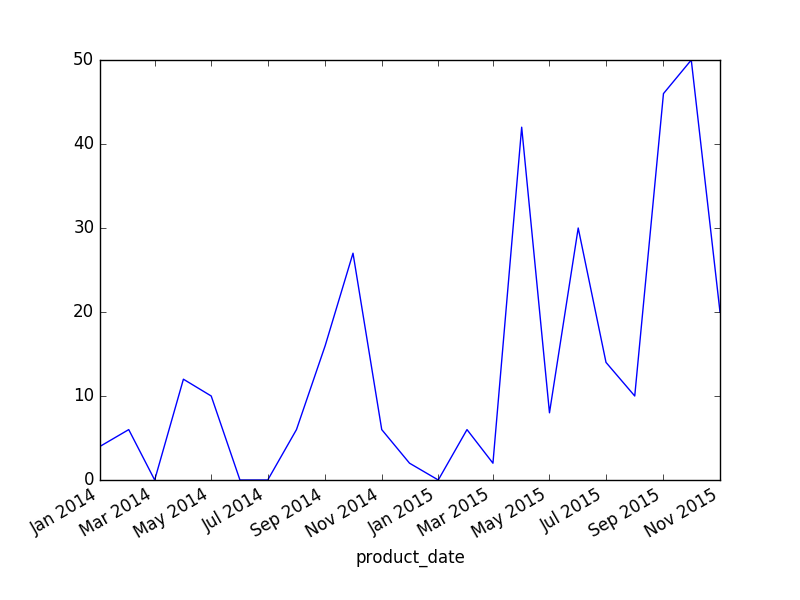 50
40
30
20
10
0
Jan 2014
Mar 2014
May 2014
Jul 2014
Sep 2014
Nov 2014
Jan 2015
Mar 2015
May 2015
Jul 2015
Sep 2015
Nov 2015
product_date